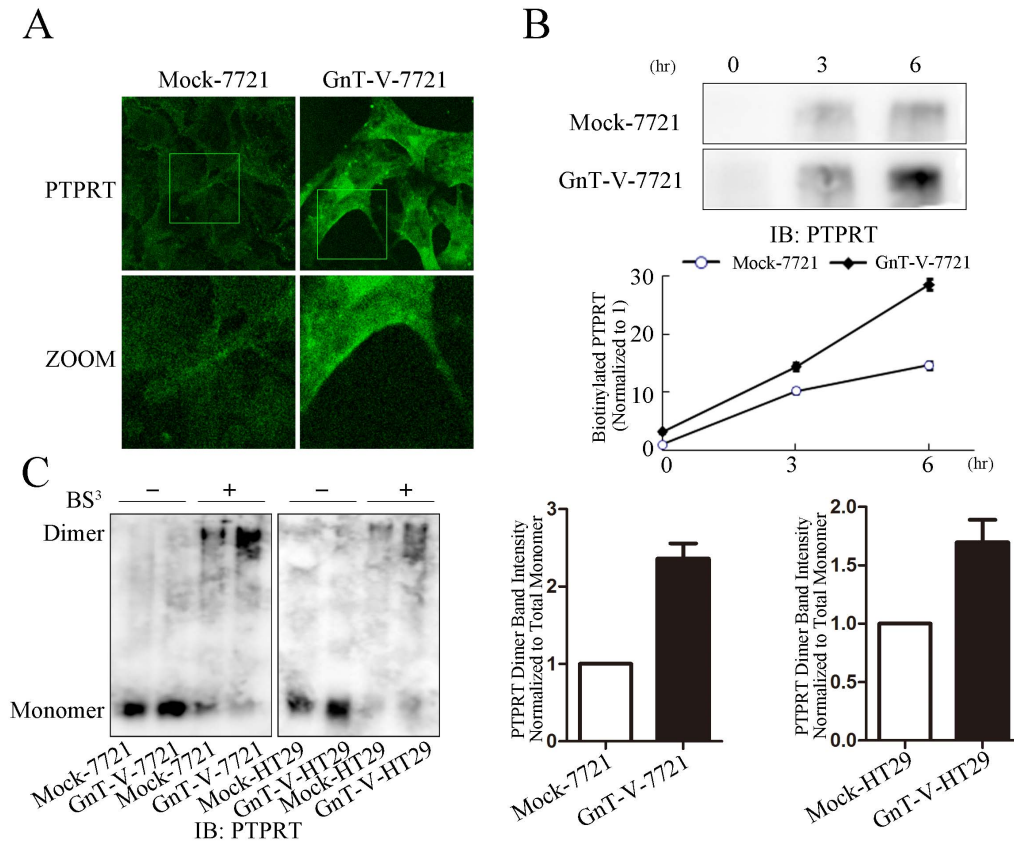 A
Mock-7721 GnT-V-7721
PTPRT
ZOOM
B
(hr) 0 3 6
Mock-7721
GnT-V-7721
IB: PTPRT
Mock-7721 GnT-V-7721
Biotinylated PTPRT
(Normalized to 1)
30
20
10
0
0 3 6 (hr)
C
BS³ − + − +
Dimer
Monomer
Mock-7721
GnT-V-7721
Mock-7721
GnT-V-7721
Mock-HT29
GnT-V-HT29
Mock-HT29
GnT-V-HT29
IB: PTPRT
PTPRT Dimer Band Intensity
Normalized to Total Monomer
3
2
1
0
Mock-7721
GnT-V-7721
PTPRT Dimer Band Intensity
Normalized to Total Monomer
2.0
1.5
1.0
0.5
0.0
Mock-HT29
GnT-V-HT29